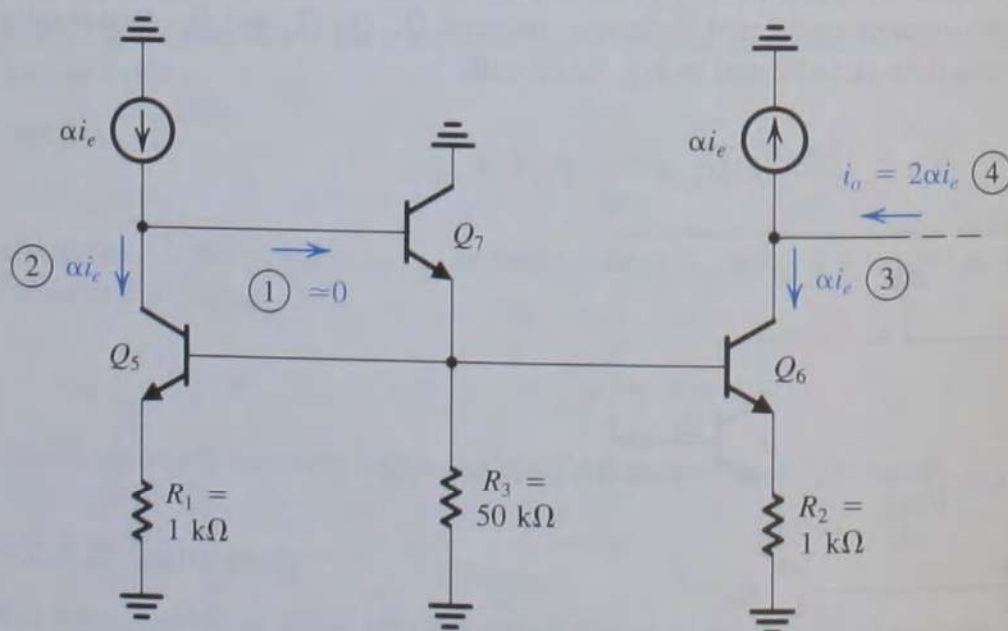 αi_e
αi_e
i_o = 2αi_e ④
Q_7
② αi_e
① ≃0
αi_e ③
Q_5
Q_6
R_1 =
1 kΩ
R_3 =
50 kΩ
R_2 =
1 kΩ